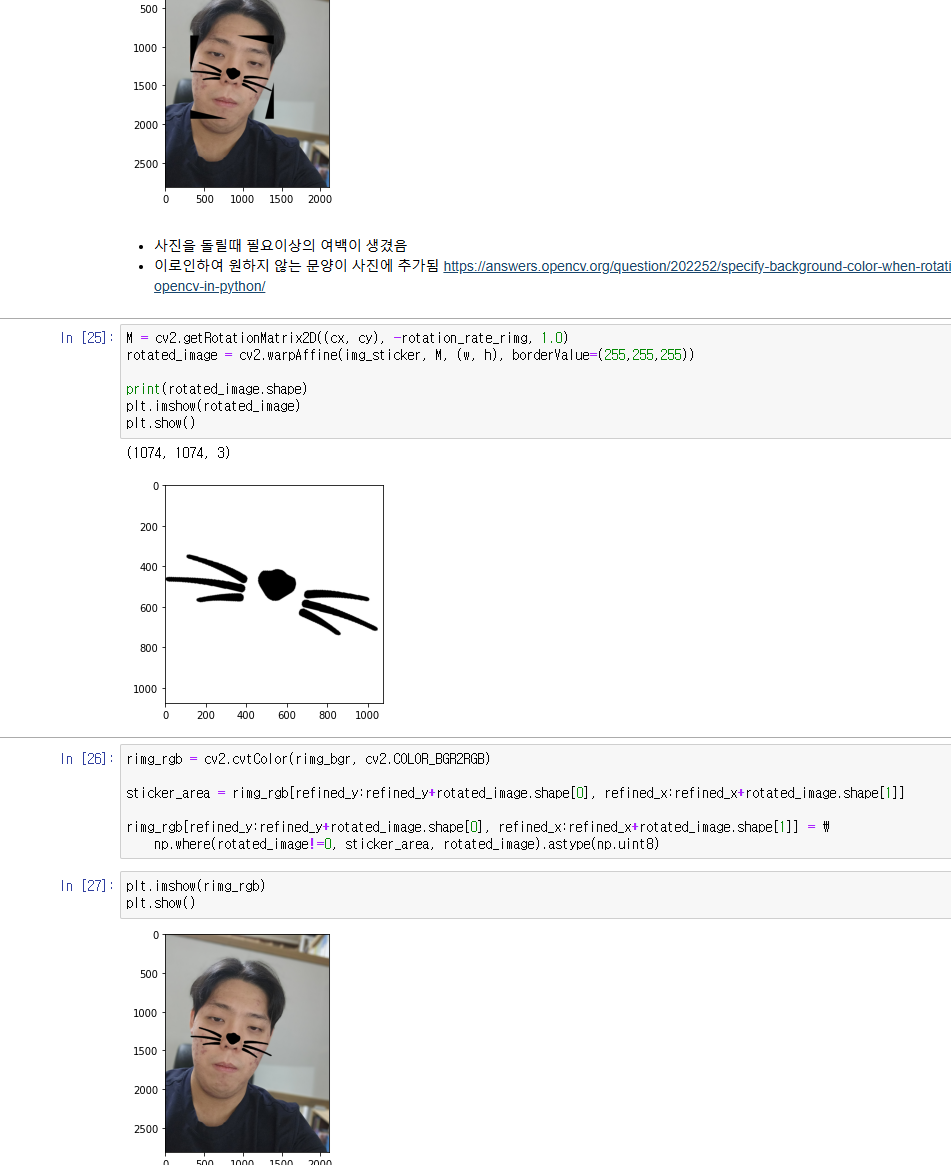 500
1000
1500
2000
2500
0 500 1000 1500 2000
• 사진을 돌릴때 필요이상의 여백이 생겼음
• 이로인하여 원하지 않는 문양이 사진에 추가됨 https://answers.opencv.org/question/202252/specify-background-color-when-rotati
opencv-in-python/
In [25]: M = cv2.getRotationMatrix2D((cx, cy), -rotation_rate_rimg, 1.0)
rotated_image = cv2.warpAffine(img_sticker, M, (w, h), borderValue=(255,255,255))
print(rotated_image.shape)
plt.imshow(rotated_image)
plt.show()
(1074, 1074, 3)
0
200
400
600
800
1000
0 200 400 600 800 1000
In [26]: rimg_rgb = cv2.cvtColor(rimg_bgr, cv2.COLOR_BGR2RGB)
sticker_area = rimg_rgb[refined_y:refined_y+rotated_image.shape[0], refined_x:refined_x+rotated_image.shape[1]]
rimg_rgb[refined_y:refined_y+rotated_image.shape[0], refined_x:refined_x+rotated_image.shape[1]] = ₩
np.where(rotated_image!=0, sticker_area, rotated_image).astype(np.uint8)
In [27]: plt.imshow(rimg_rgb)
plt.show()
0
500
1000
1500
2000
2500
0 500 1000 1500 2000